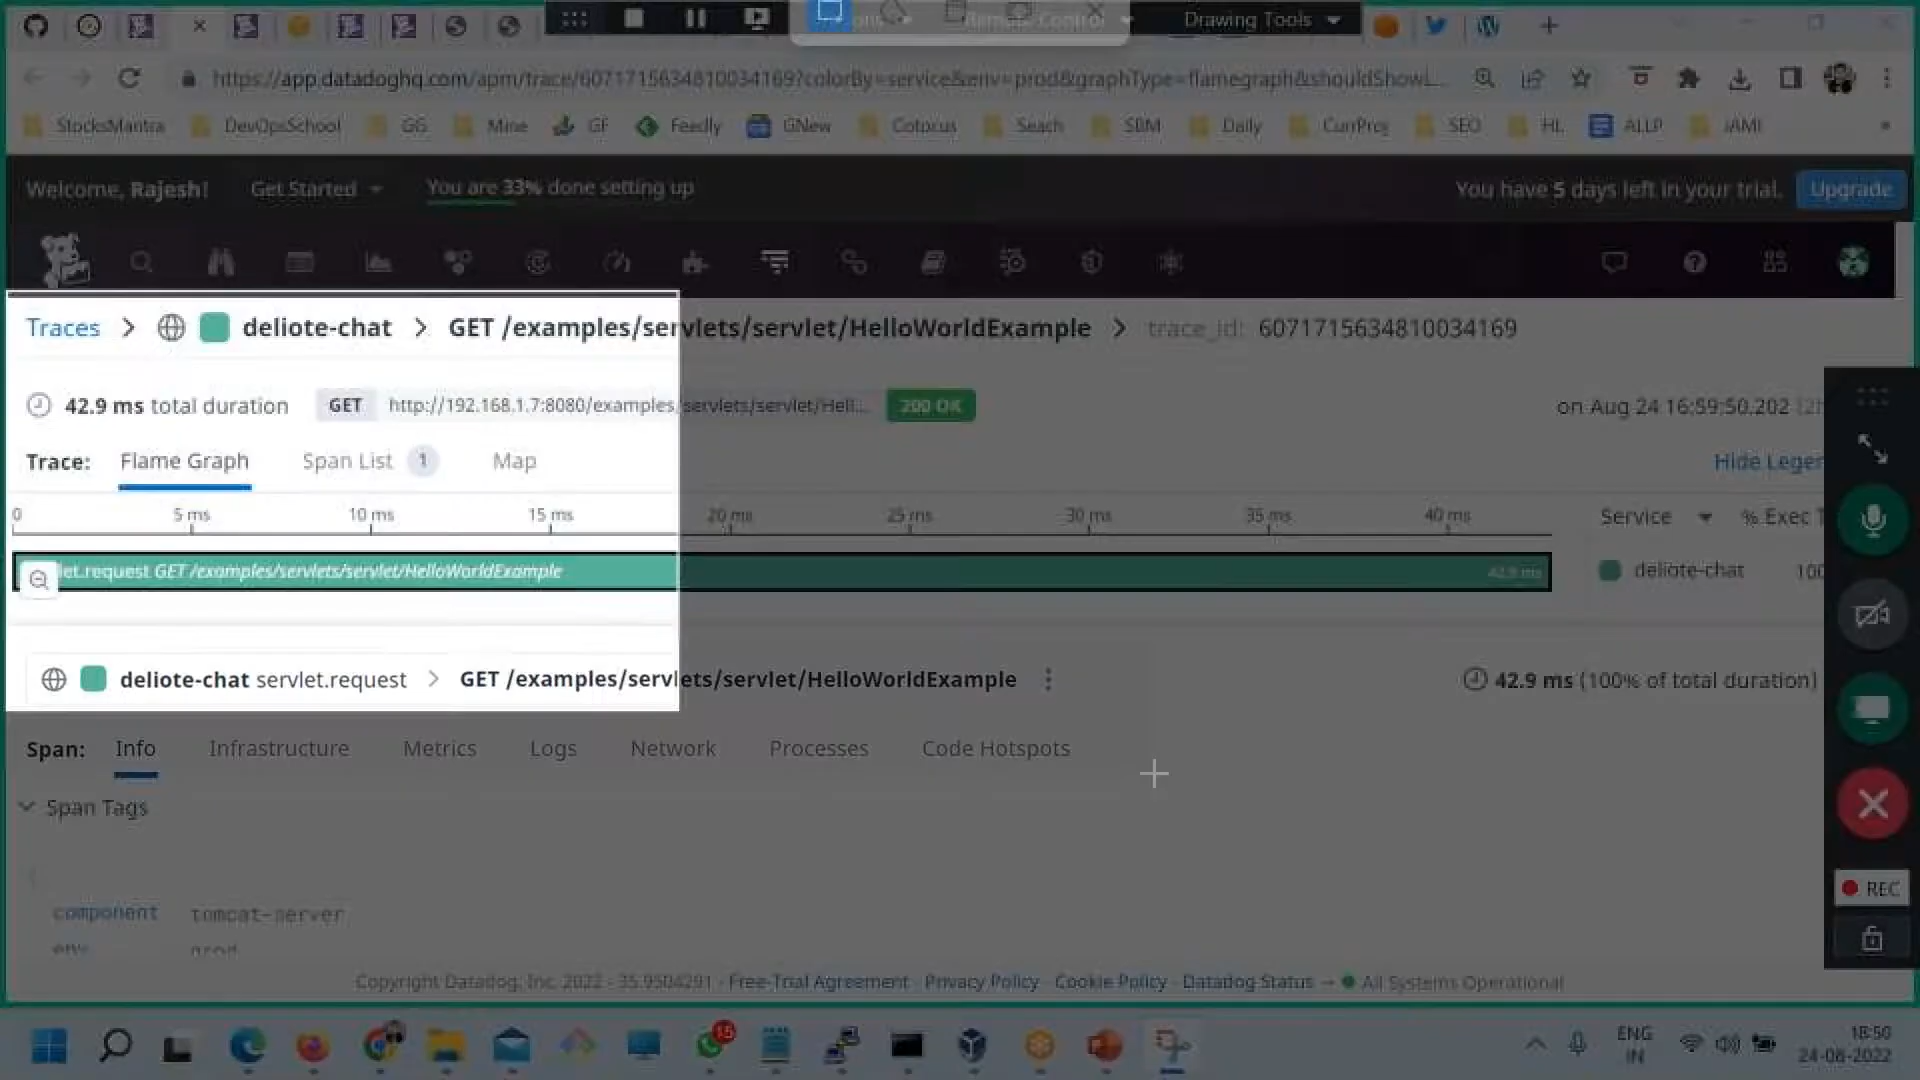 Drawing Tools
https://app.datadoghq.com/apm/trace/6071715634810034169?colorBy=service&env=prod&graphType=flamegraph&shouldShowL...
StocksMantra DevOpsSchool GG Mine GF Feedly GNew Cotocus Seach SBM Daily CurrProj SEO HL ALLP JAMI
Welcome, Rajesh! Get Started You are 33% done setting up You have 5 days left in your trial. Upgrade
Traces > deliote-chat > GET /examples/servlets/servlet/HelloWorldExample > trace_id: 6071715634810034169
42.9 ms total duration GET http://192.168.1.7:8080/examples/servlets/servlet/Hell... 200 OK on Aug 24 16:59:50.202
Trace: Flame Graph Span List 1 Map Hide Leger
0 5 ms 10 ms 15 ms 20 ms 25 ms 30 ms 35 ms 40 ms Service % Exec T
let.request GET /examples/servlets/servlet/HelloWorldExample 42.9 ms deliote-chat 100
deliote-chat servlet.request > GET /examples/servlets/servlet/HelloWorldExample 42.9 ms (100% of total duration)
Span: Info Infrastructure Metrics Logs Network Processes Code Hotspots
Span Tags
component tomcat-server
env prod
REC
Copyright Datadog, Inc. 2022 - 35.9504291 - Free-Trial Agreement - Privacy Policy - Cookie Policy - Datadog Status → All Systems Operational
15
ENG
IN
18:50
24-08-2022